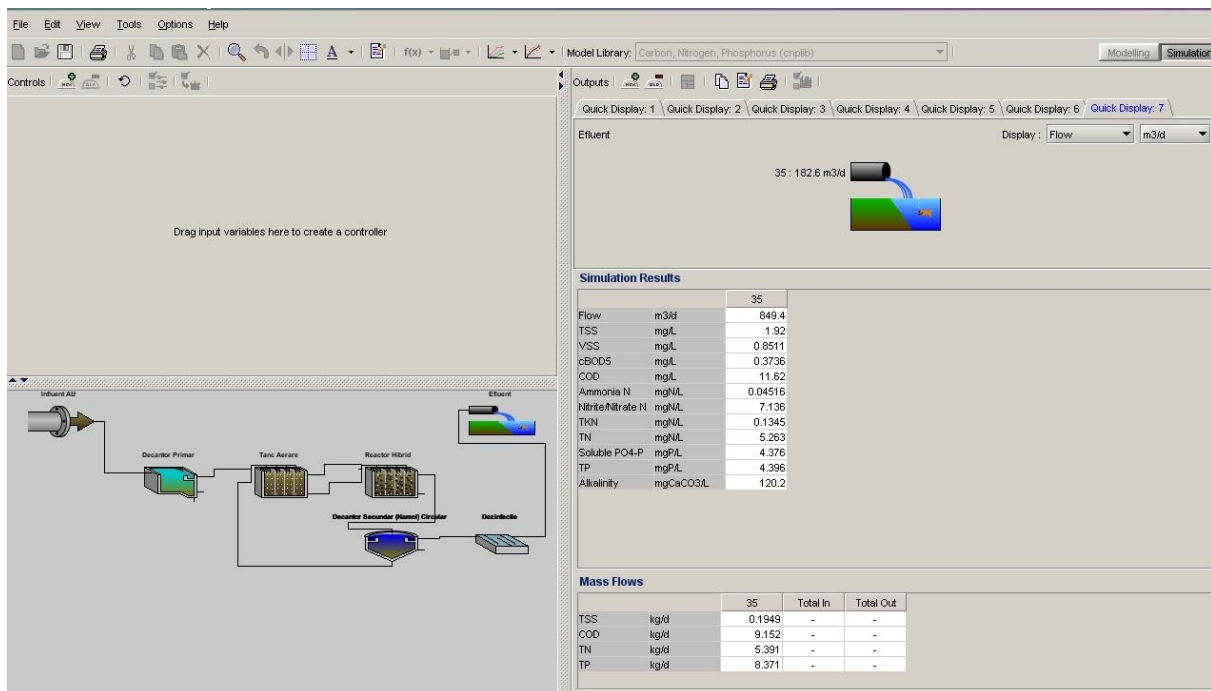 File Edit View Tools Options Help
f(x) A Model Library: Carbon, Nitrogen, Phosphorus (cnplib) Modelling Simulation
Controls
Outputs
Quick Display: 1 Quick Display: 2 Quick Display: 3 Quick Display: 4 Quick Display: 5 Quick Display: 6 Quick Display: 7
Efluent Display : Flow m3/d
35 : 182.6 m3/d
Drag input variables here to create a controller
Simulation Results
35
Flow m3/d 849.4
TSS mg/L 1.92
VSS mg/L 0.8511
cBOD5 mg/L 0.3736
COD mg/L 11.62
Ammonia N mgN/L 0.04516
Nitrite/Nitrate N mgN/L 7.136
TKN mgN/L 0.1345
TN mgN/L 5.263
Soluble PO4-P mgP/L 4.376
TP mgP/L 4.396
Alkalinity mgCaCO3/L 120.2
Mass Flows
35 Total In Total Out
TSS kg/d 0.1949 - -
COD kg/d 9.152 - -
TN kg/d 5.391 - -
TP kg/d 8.371 - -
Influent AU
Efluent
Decantor Primar
Tanc Aerare
Reactor Hibrid
Decantor Secundar (Namol) Circular
Dezinfectie